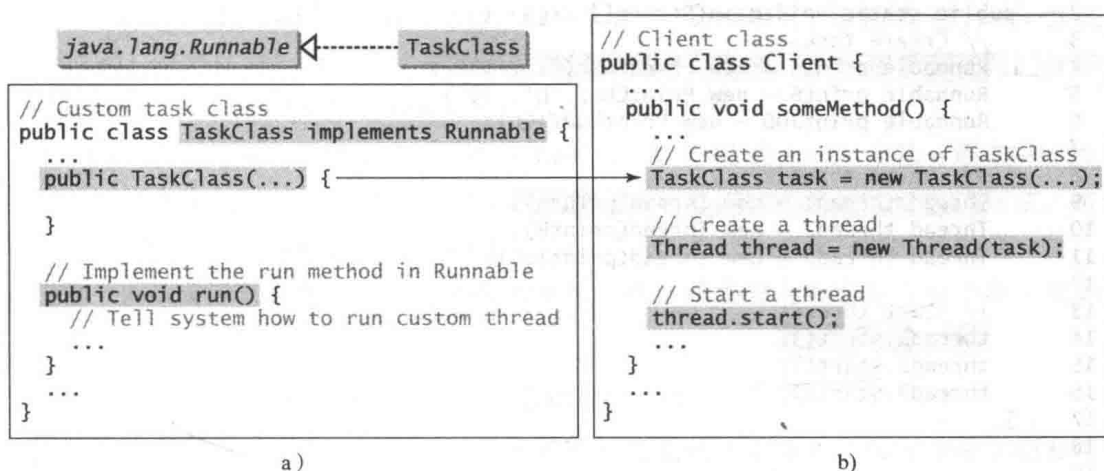 java.lang.Runnable
TaskClass
// Custom task class
public class TaskClass implements Runnable {
...
public TaskClass(...) {
}
// Implement the run method in Runnable
public void run() {
// Tell system how to run custom thread
...
}
...
}
a)
// Client class
public class Client {
...
public void someMethod() {
...
// Create an instance of TaskClass
TaskClass task = new TaskClass(...);
// Create a thread
Thread thread = new Thread(task);
// Start a thread
thread.start();
...
}
...
}
b)